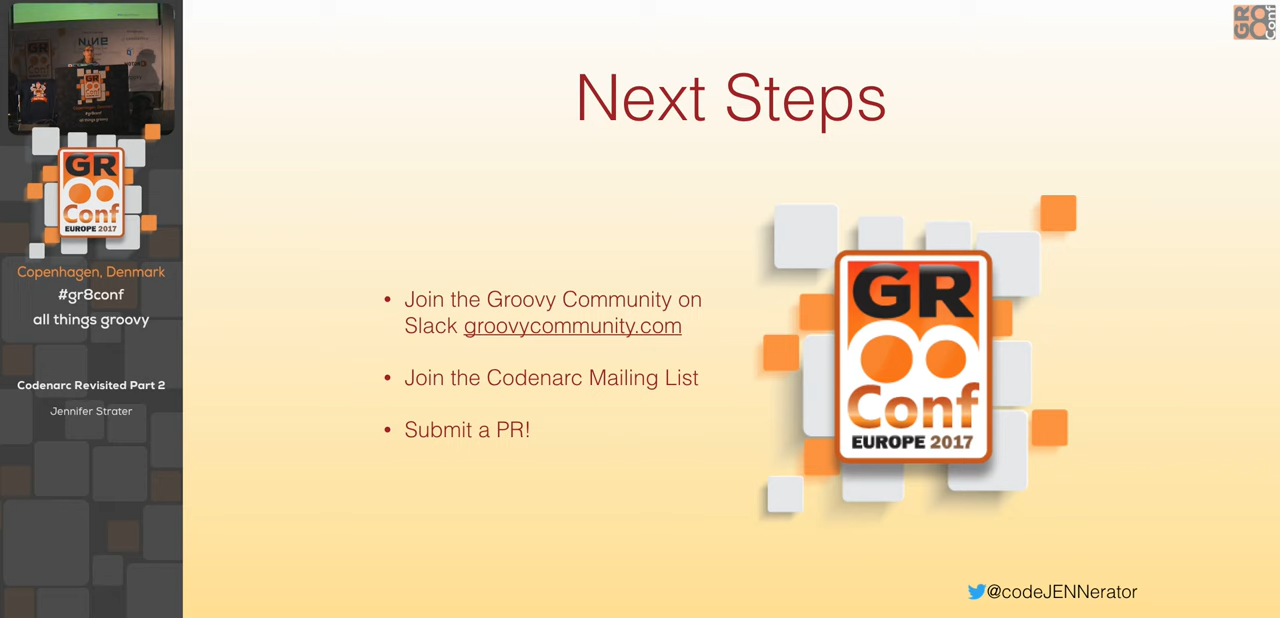 GR
Conf
EUROPE 2017
Copenhagen, Denmark
#gr8conf
all things groovy
Codenarc Revisited Part 2
Jennifer Strater
Next Steps
• Join the Groovy Community on
Slack groovycommunity.com
• Join the Codenarc Mailing List
• Submit a PR!
GR
Conf
EUROPE 2017
@codeJENNerator
GR
Conf